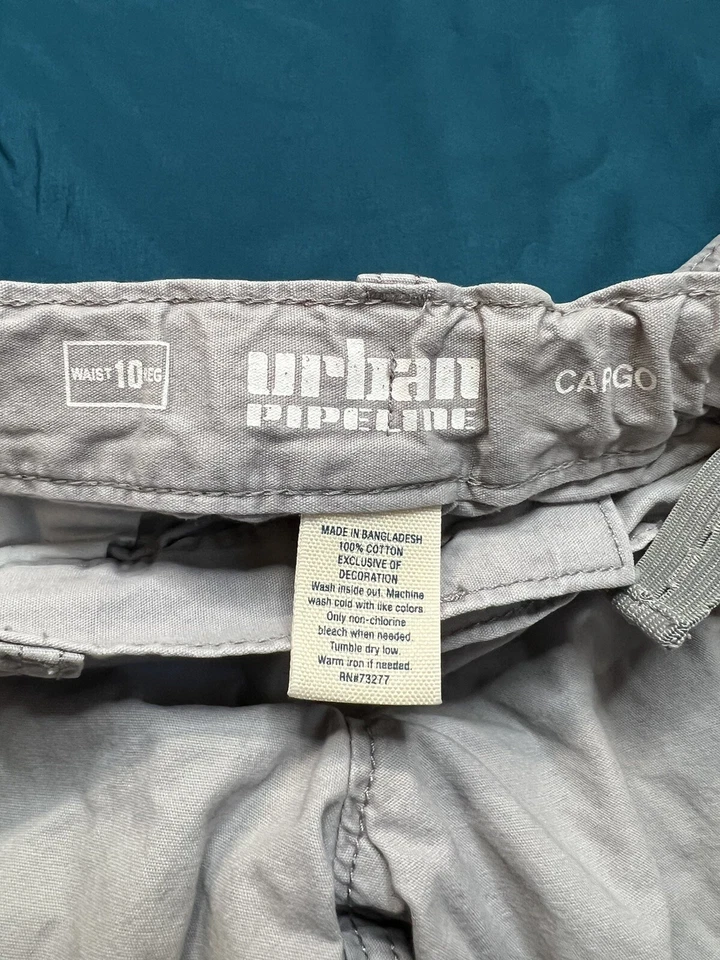 WAIST 10 REG
urban
PIPELINE
CARGO
MADE IN BANGLADESH
100% COTTON
EXCLUSIVE OF
DECORATION
Wash inside out. Machine
wash cold with like colors
Only non-chlorine
bleach when needed.
Tumble dry low.
Warm iron if needed.
RN#73277